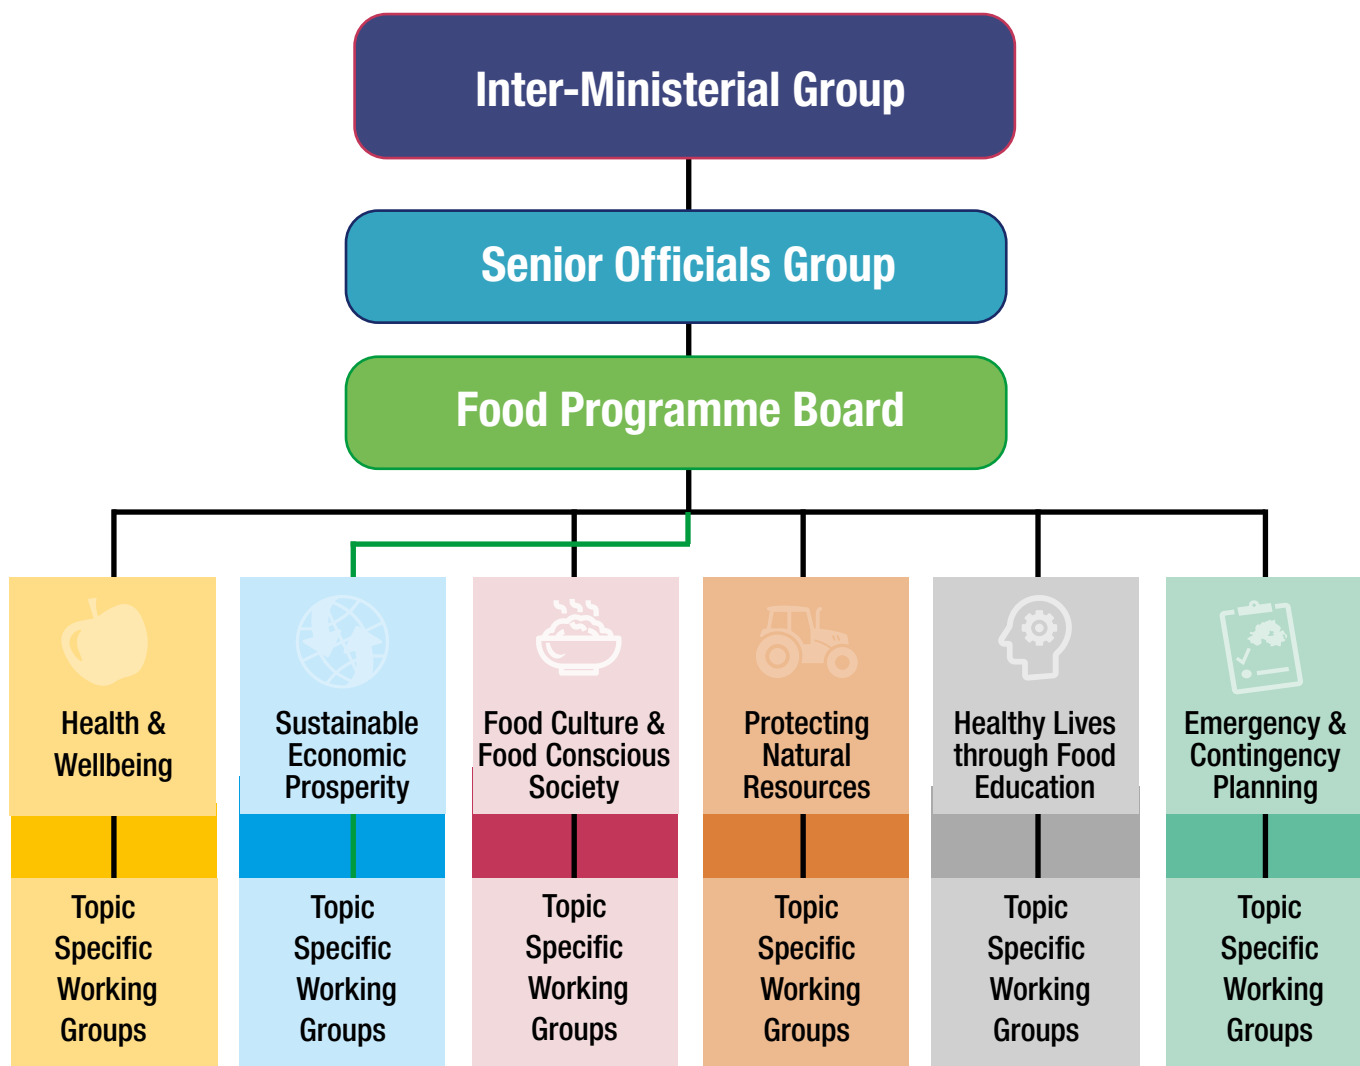 Inter-Ministerial Group
Senior Officials Group
Food Programme Board
Health &
Wellbeing
Sustainable
Economic
Prosperity
Food Culture &
Food Conscious
Society
Protecting
Natural
Resources
Healthy Lives
through Food
Education
Emergency &
Contingency
Planning
Topic
Specific
Working
Groups
Topic
Specific
Working
Groups
Topic
Specific
Working
Groups
Topic
Specific
Working
Groups
Topic
Specific
Working
Groups
Topic
Specific
Working
Groups